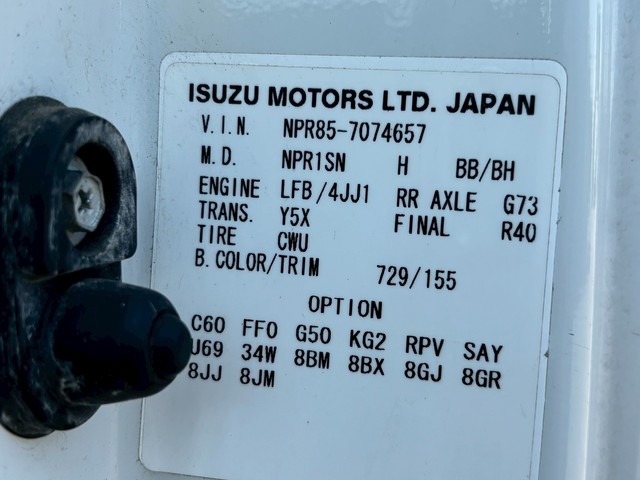 ISUZU MOTORS LTD. JAPAN
V.I.N. NPR85-7074657
M.D. NPR1SN H BB/BH
ENGINE LFB/4JJ1 RR AXLE G73
TRANS. Y5X FINAL R40
TIRE CWU
B.COLOR/TRIM 729/155
OPTION
C60 FF0 G50 KG2 RPV SAY
U69 34W 8BM 8BX 8GJ 8GR
8JJ 8JM